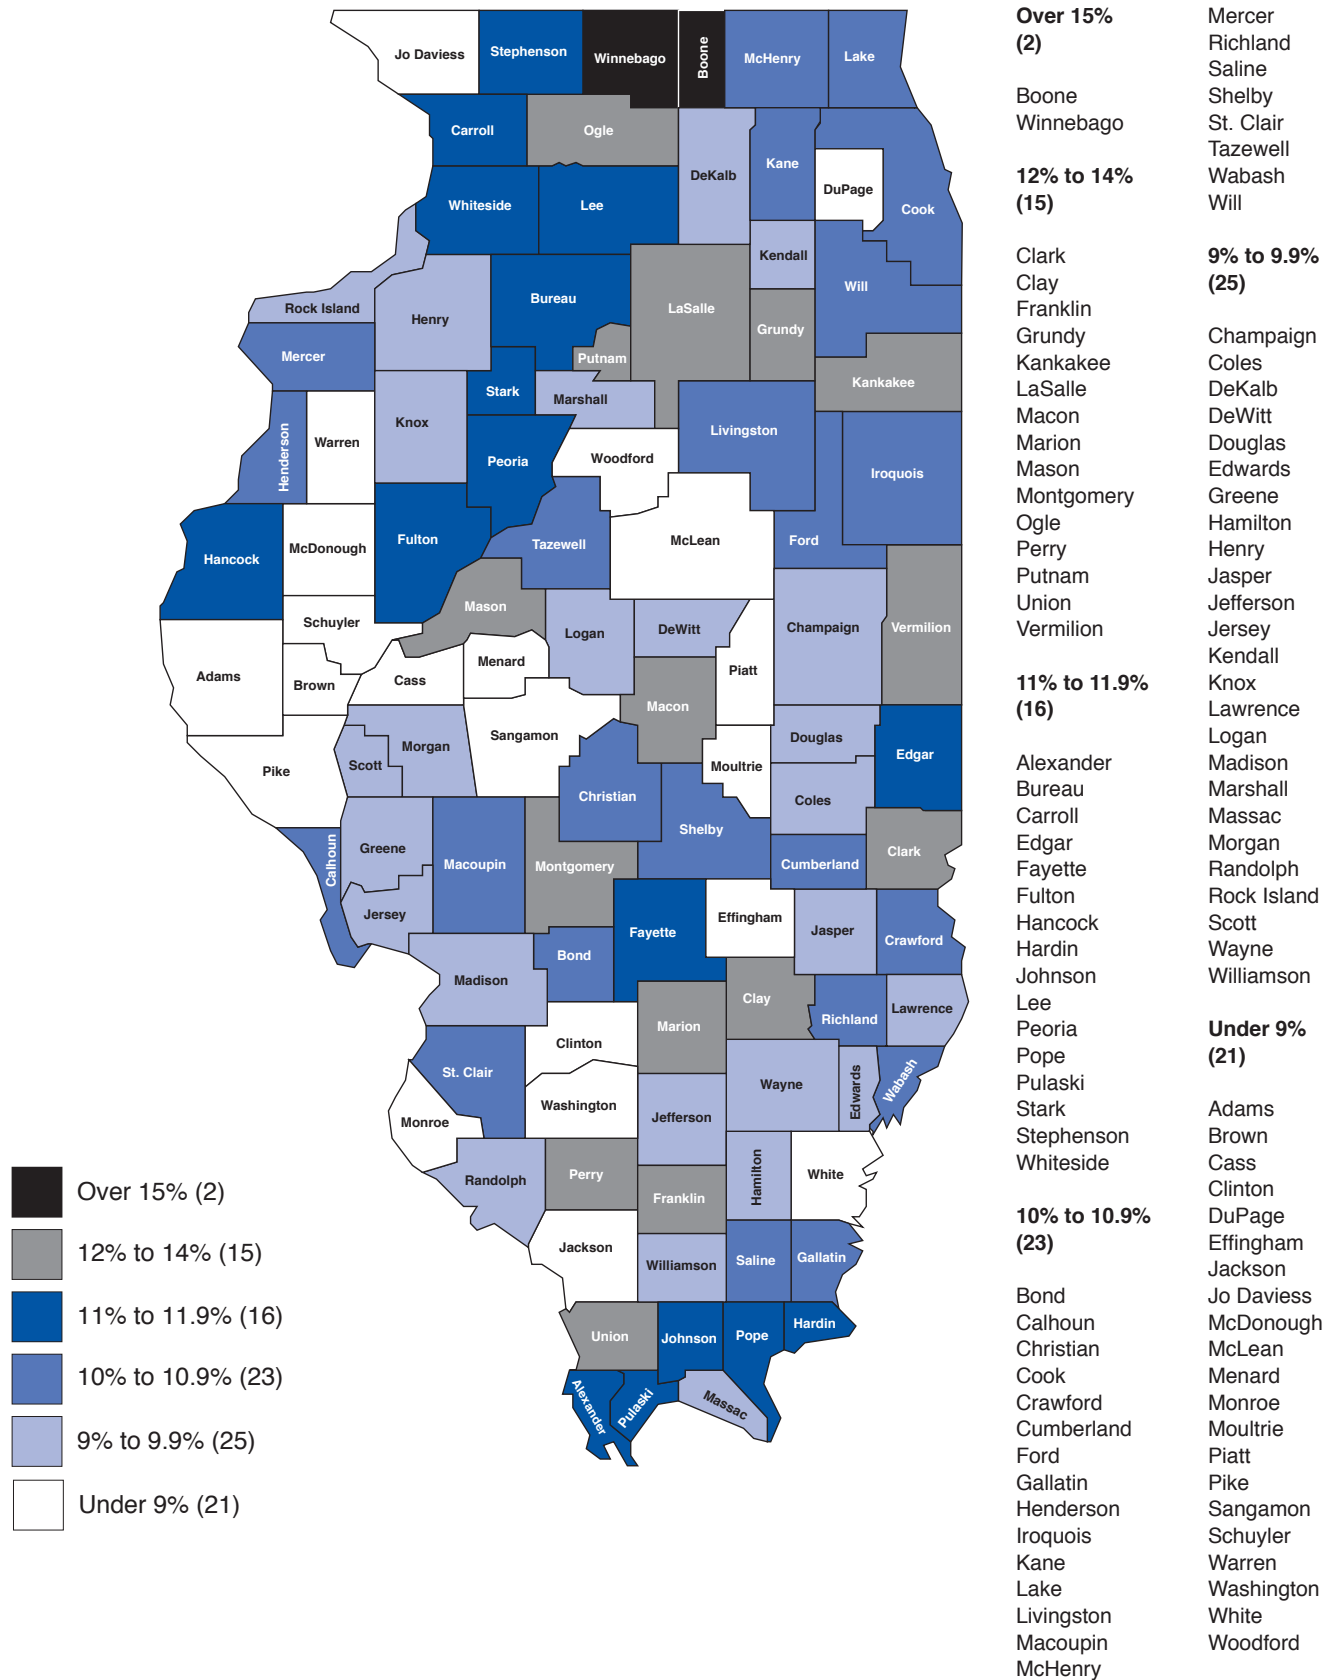 Jo Daviess
Stephenson
Winnebago
Boone
McHenry
Lake
Carroll
Ogle
DeKalb
Kane
DuPage
Cook
Whiteside
Lee
Kendall
Will
Rock Island
Henry
Bureau
LaSalle
Grundy
Mercer
Putnam
Kankakee
Stark
Marshall
Henderson
Warren
Knox
Peoria
Woodford
Livingston
Iroquois
Hancock
McDonough
Fulton
Tazewell
McLean
Ford
Schuyler
Mason
Logan
DeWitt
Champaign
Vermilion
Adams
Brown
Cass
Menard
Piatt
Macon
Pike
Scott
Morgan
Sangamon
Douglas
Edgar
Moultrie
Christian
Coles
Shelby
Calhoun
Greene
Macoupin
Montgomery
Cumberland
Clark
Jersey
Fayette
Effingham
Jasper
Crawford
Madison
Bond
Clay
Richland
Lawrence
Marion
Clinton
St. Clair
Wayne
Edwards
Wabash
Monroe
Washington
Jefferson
Randolph
Perry
Franklin
Hamilton
White
Jackson
Williamson
Saline
Gallatin
Union
Johnson
Pope
Hardin
Alexander
Pulaski
Massac
Over 15% (2)
12% to 14% (15)
11% to 11.9% (16)
10% to 10.9% (23)
9% to 9.9% (25)
Under 9% (21)
Over 15%
(2)
Boone
Winnebago
12% to 14%
(15)
Clark
Clay
Franklin
Grundy
Kankakee
LaSalle
Macon
Marion
Mason
Montgomery
Ogle
Perry
Putnam
Union
Vermilion
11% to 11.9%
(16)
Alexander
Bureau
Carroll
Edgar
Fayette
Fulton
Hancock
Hardin
Johnson
Lee
Peoria
Pope
Pulaski
Stark
Stephenson
Whiteside
10% to 10.9%
(23)
Bond
Calhoun
Christian
Cook
Crawford
Cumberland
Ford
Gallatin
Henderson
Iroquois
Kane
Lake
Livingston
Macoupin
McHenry
Mercer
Richland
Saline
Shelby
St. Clair
Tazewell
Wabash
Will
9% to 9.9%
(25)
Champaign
Coles
DeKalb
DeWitt
Douglas
Edwards
Greene
Hamilton
Henry
Jasper
Jefferson
Jersey
Kendall
Knox
Lawrence
Logan
Madison
Marshall
Massac
Morgan
Randolph
Rock Island
Scott
Wayne
Williamson
Under 9%
(21)
Adams
Brown
Cass
Clinton
DuPage
Effingham
Jackson
Jo Daviess
McDonough
McLean
Menard
Monroe
Moultrie
Piatt
Pike
Sangamon
Schuyler
Warren
Washington
White
Woodford